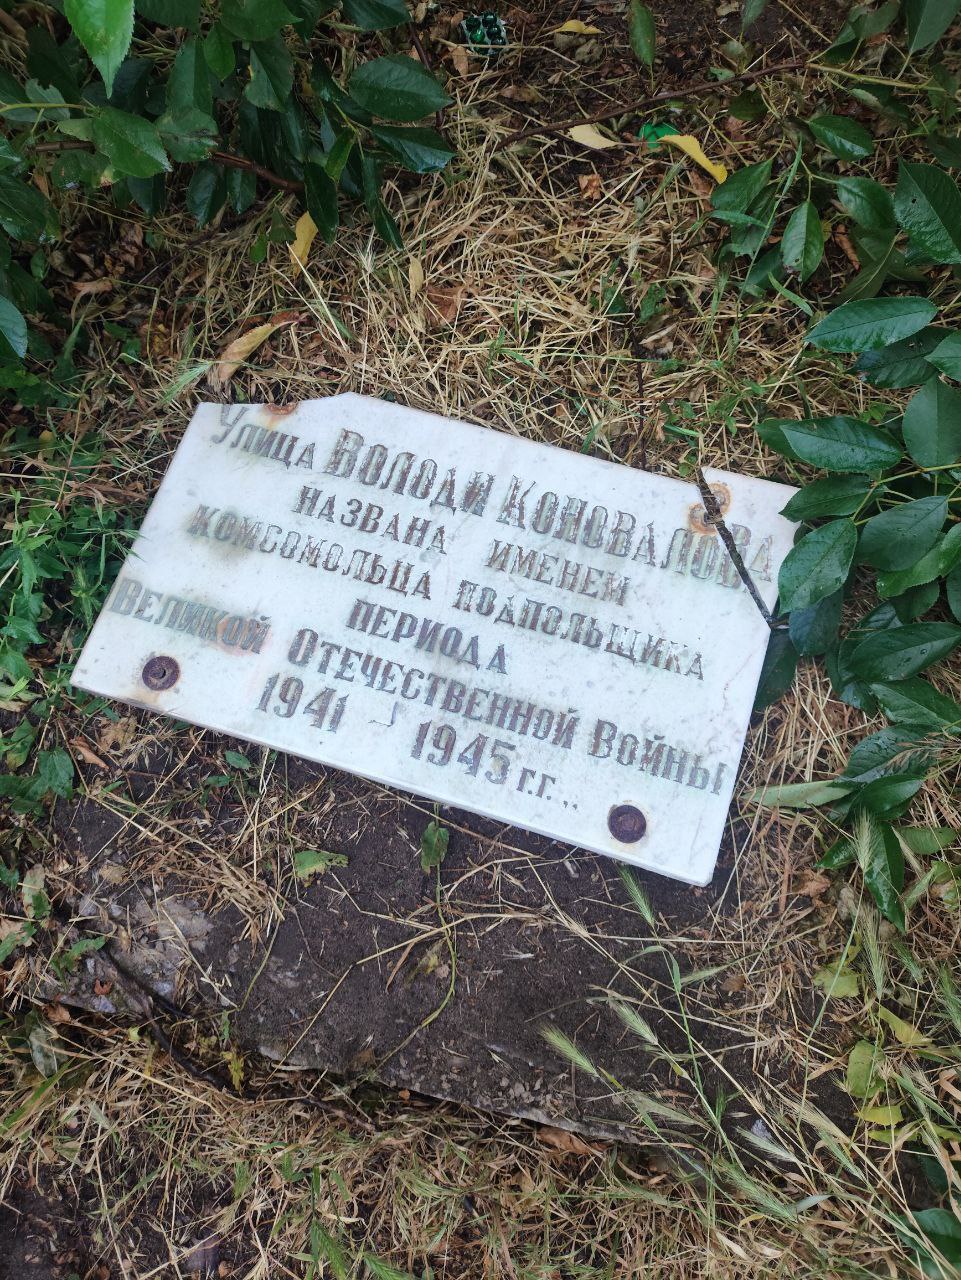 Улица Володи Коновалова
названа именем
комсомольца подпольщика
периода
Великой Отечественной Войны
1941 - 1945 г.г.,,